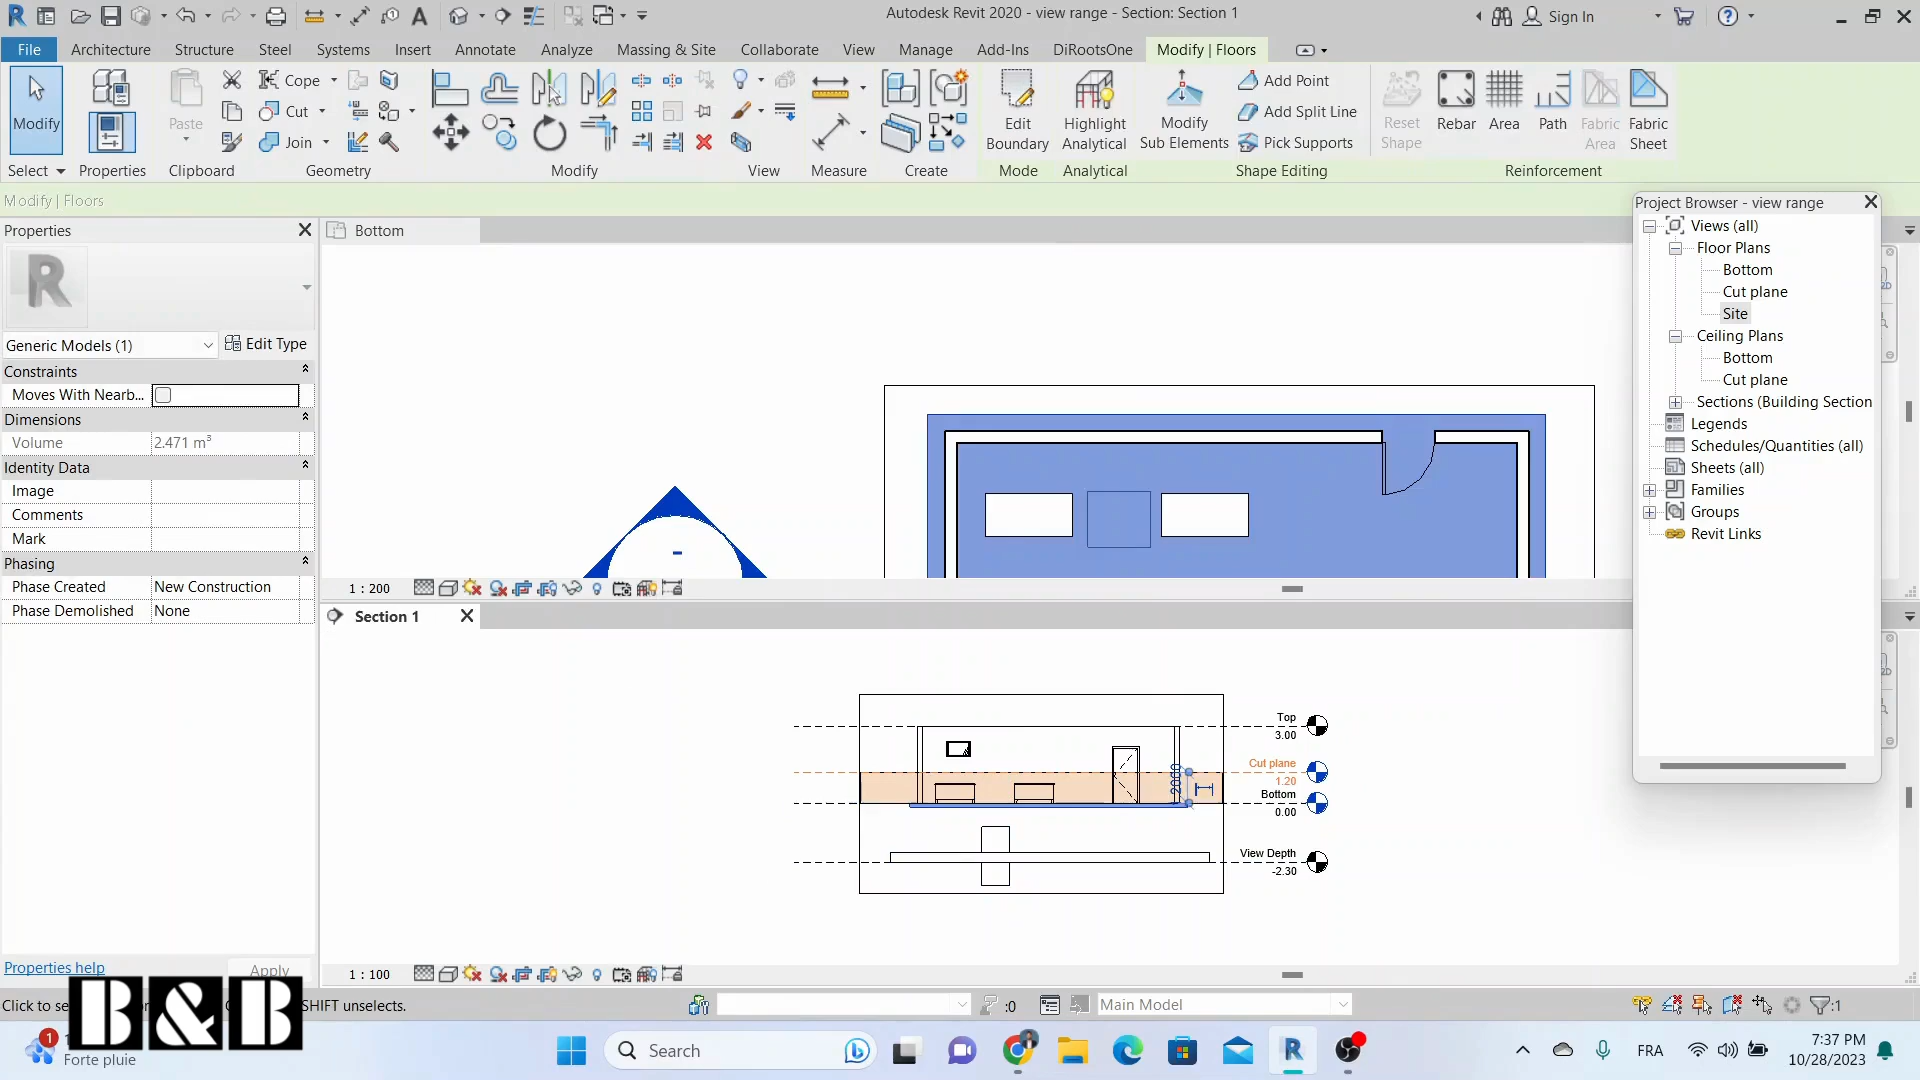 Autodesk Revit 2020 - view range - Section: Section 1
Sign In
File Architecture Structure Steel Systems Insert Annotate Analyze Massing & Site Collaborate View Manage Add-Ins DiRootsOne Modify | Floors
Modify
Paste
Cope
Cut
Join
Edit Boundary
Highlight Analytical
Modify Sub Elements
Add Point
Add Split Line
Pick Supports
Reset Shape
Rebar
Area
Path
Fabric Area
Fabric Sheet
Select Properties Clipboard Geometry Modify View Measure Create Mode Analytical Shape Editing Reinforcement
Modify | Floors
Properties
R
Generic Models (1)
Edit Type
Constraints
Moves With Nearb...
Dimensions
Volume 2.471 m³
Identity Data
Image
Comments
Mark
Phasing
Phase Created New Construction
Phase Demolished None
Properties help
Apply
Bottom
1 : 200
Section 1
Top
3.00
Cut plane
1.20
Bottom
0.00
View Depth
-2.30
1 : 100
Project Browser - view range
Views (all)
Floor Plans
Bottom
Cut plane
Site
Ceiling Plans
Bottom
Cut plane
Sections (Building Section
Legends
Schedules/Quantities (all)
Sheets (all)
Families
Groups
Revit Links
Click to se
SHIFT unselects.
:0
Main Model
:1
B&B
1
Forte pluie
Search
FRA
7:37 PM
10/28/2023